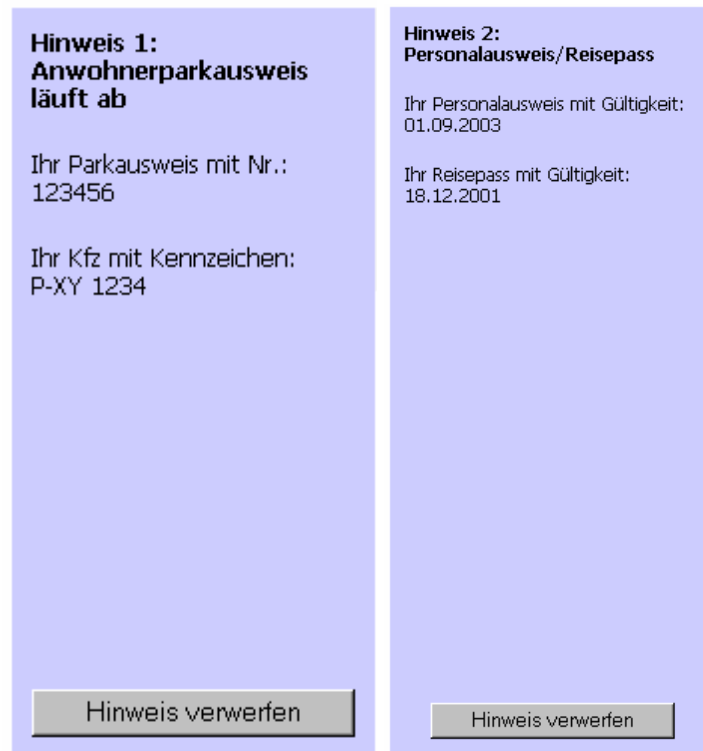 Hinweis 1:
Anwohnerparkausweis
läuft ab
Ihr Parkausweis mit Nr.:
123456
Ihr Kfz mit Kennzeichen:
P-XY 1234
Hinweis verwerfen
Hinweis 2:
Personalausweis/Reisepass
Ihr Personalausweis mit Gültigkeit:
01.09.2003
Ihr Reisepass mit Gültigkeit:
18.12.2001
Hinweis verwerfen